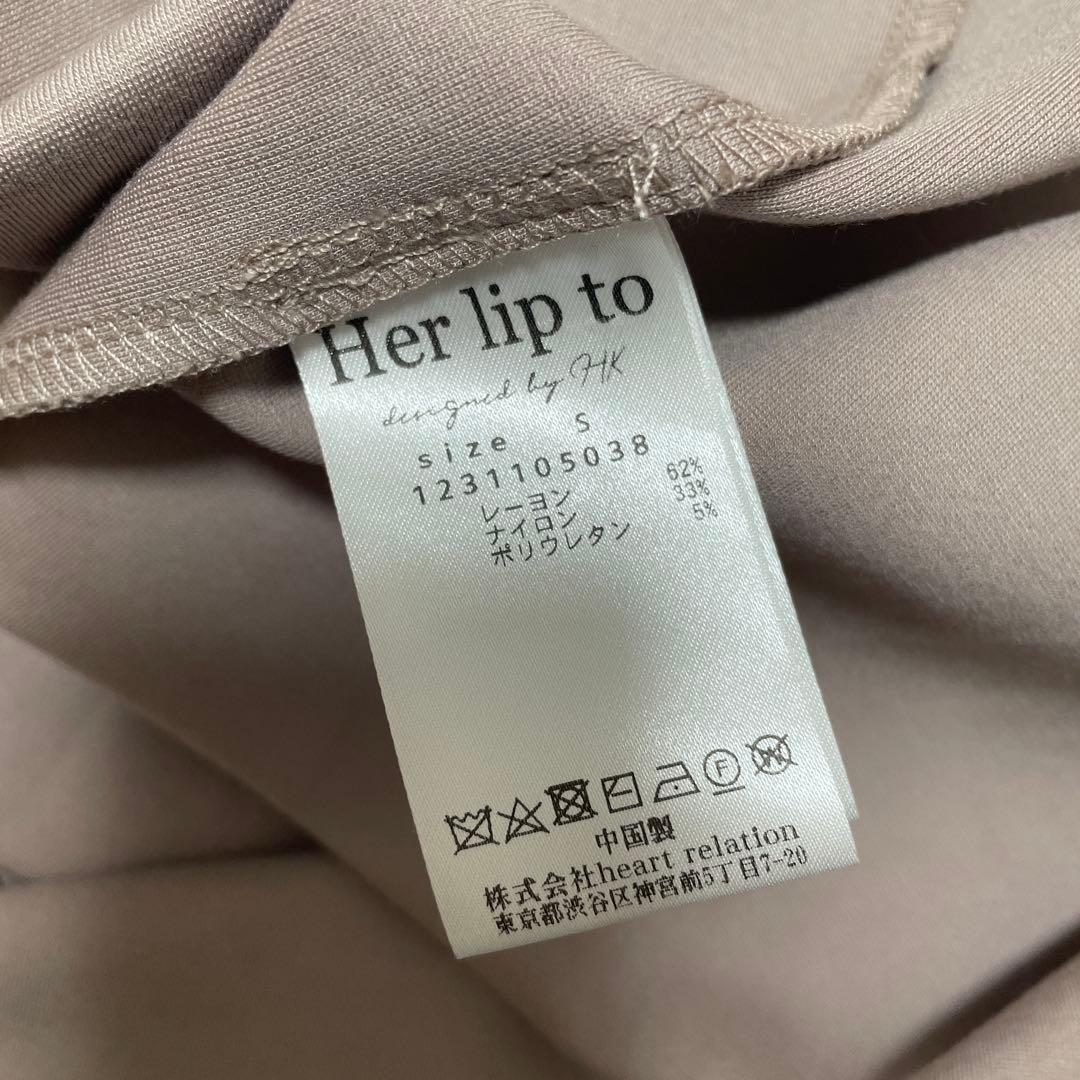 Her lip to
designed by HK
size S
1231105038
レーヨン 62%
ナイロン 33%
ポリウレタン 5%
F
W
中国製
株式会社heart relation
東京都渋谷区神宮前5丁目7-20